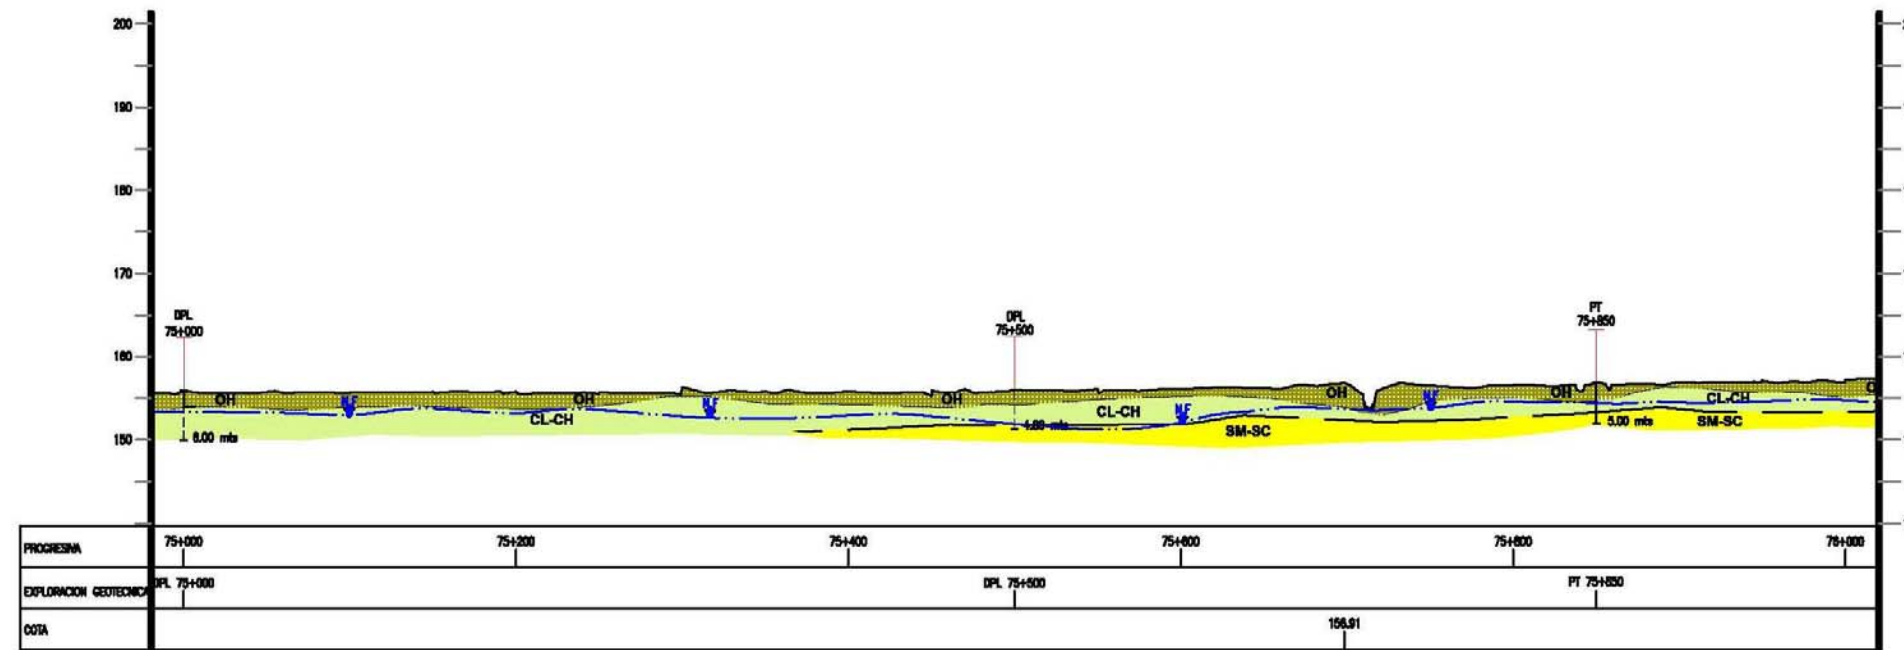 200
190
180
170
160
150
DPL
75+000
DPL
75+500
PT
75+850
OH
OH
OH
OH
OH
N.F
N.F
N.F
N.F
CL-CH
CL-CH
CL-CH
SM-SC
SM-SC
6.00 mts
5.00 mts
PROGRESIVA 75+000 75+200 75+400 75+600 75+800 76+000
EXPLORACION GEOTECNICA DPL 75+000 DPL 75+500 PT 75+850
COTA 156.91